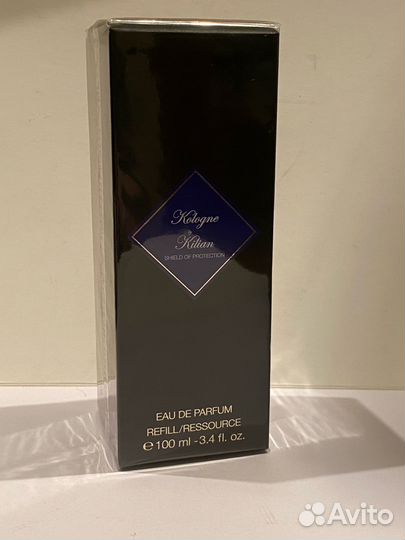 Kologne
Kilian
SHIELD OF PROTECTION
EAU DE PARFUM
REFILL/RESSOURCE
℮ 100 ml - 3.4 fl. oz.
Avito